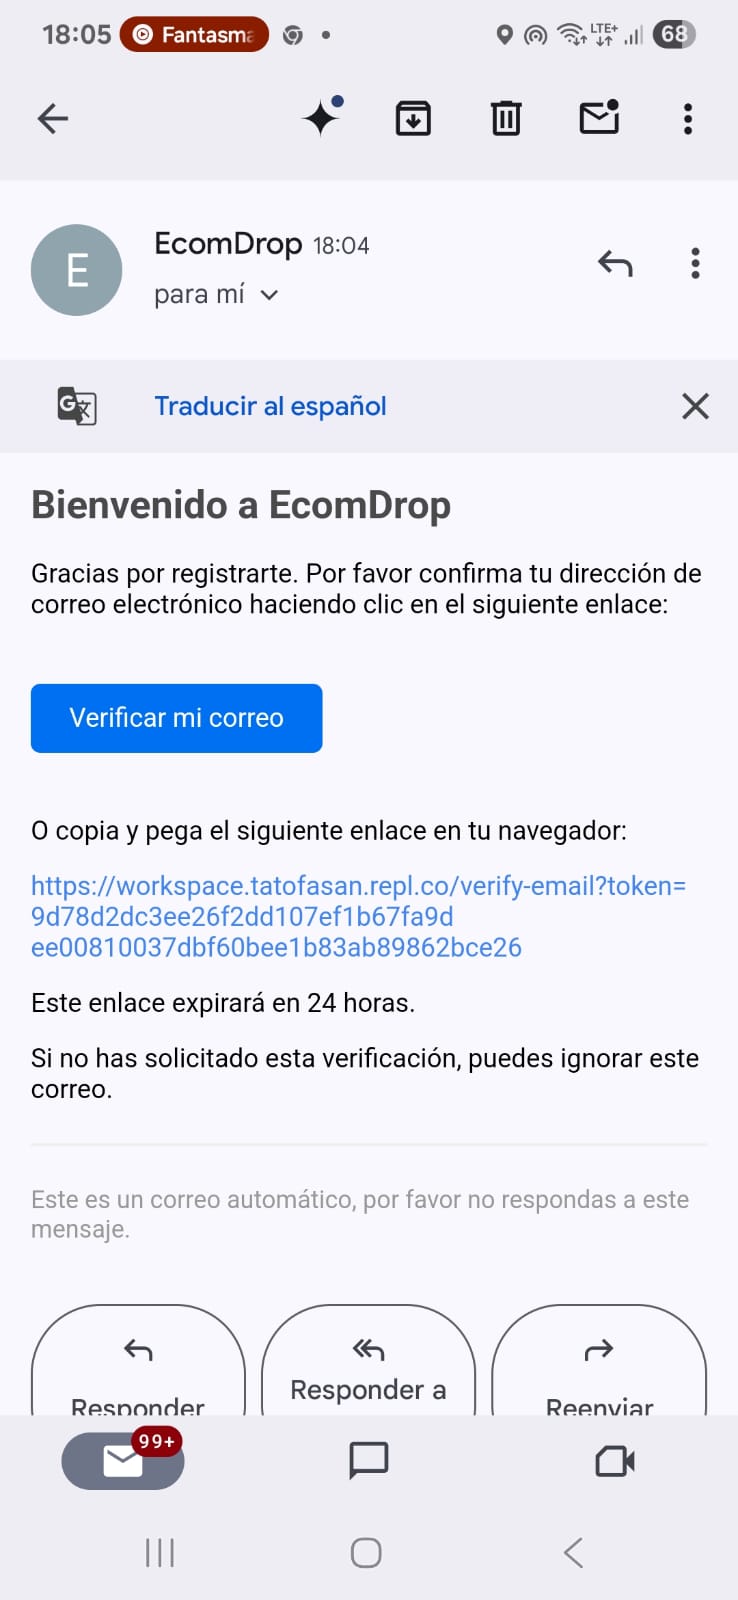 18:05 Fantasma LTE+ 68
E
EcomDrop 18:04
para mí
Traducir al español
Bienvenido a EcomDrop
Gracias por registrarte. Por favor confirma tu dirección de
correo electrónico haciendo clic en el siguiente enlace:
Verificar mi correo
O copia y pega el siguiente enlace en tu navegador:
https://workspace.tatofasan.repl.co/verify-email?token=
9d78d2dc3ee26f2dd107ef1b67fa9d
ee00810037dbf60bee1b83ab89862bce26
Este enlace expirará en 24 horas.
Si no has solicitado esta verificación, puedes ignorar este
correo.
Este es un correo automático, por favor no respondas a este
mensaje.
Responder
Responder a
Reenviar
99+